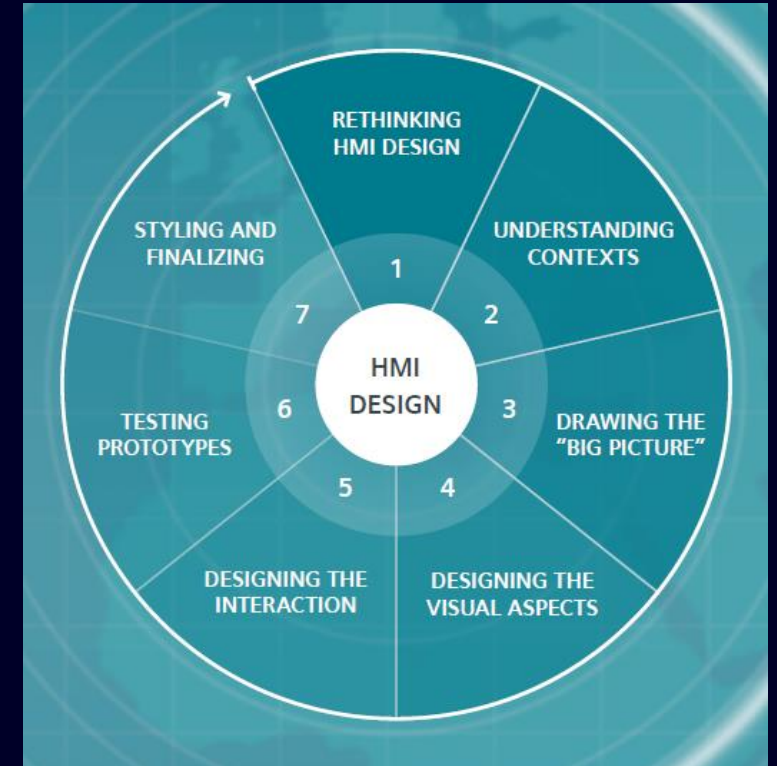 RETHINKING
HMI DESIGN
1
UNDERSTANDING
CONTEXTS
2
DRAWING THE
"BIG PICTURE"
3
DESIGNING THE
VISUAL ASPECTS
4
DESIGNING THE
INTERACTION
5
TESTING
PROTOTYPES
6
STYLING AND
FINALIZING
7
HMI
DESIGN